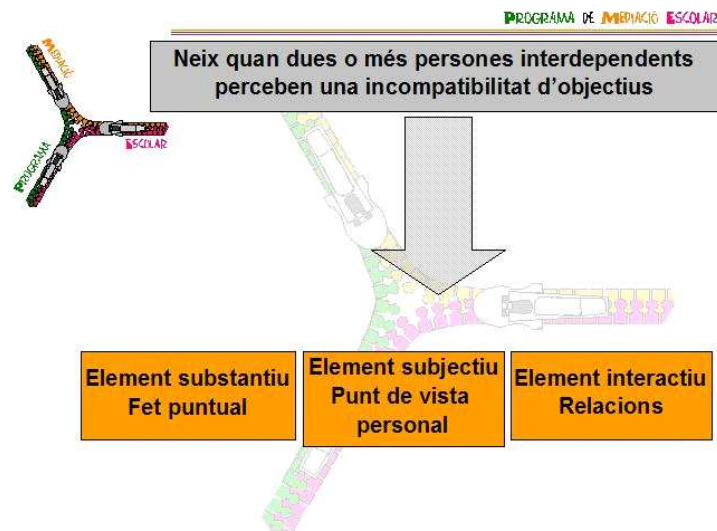 PROGRAMA DE MEDIACIÓ ESCOLAR
Neix quan dues o més persones interdependents
perceben una incompatibilitat d'objectius
MEDIACIÓ
ESCOLAR
PROGRAMA
Element substantiu
Fet puntual
Element subjectiu
Punt de vista
personal
Element interactiu
Relacions